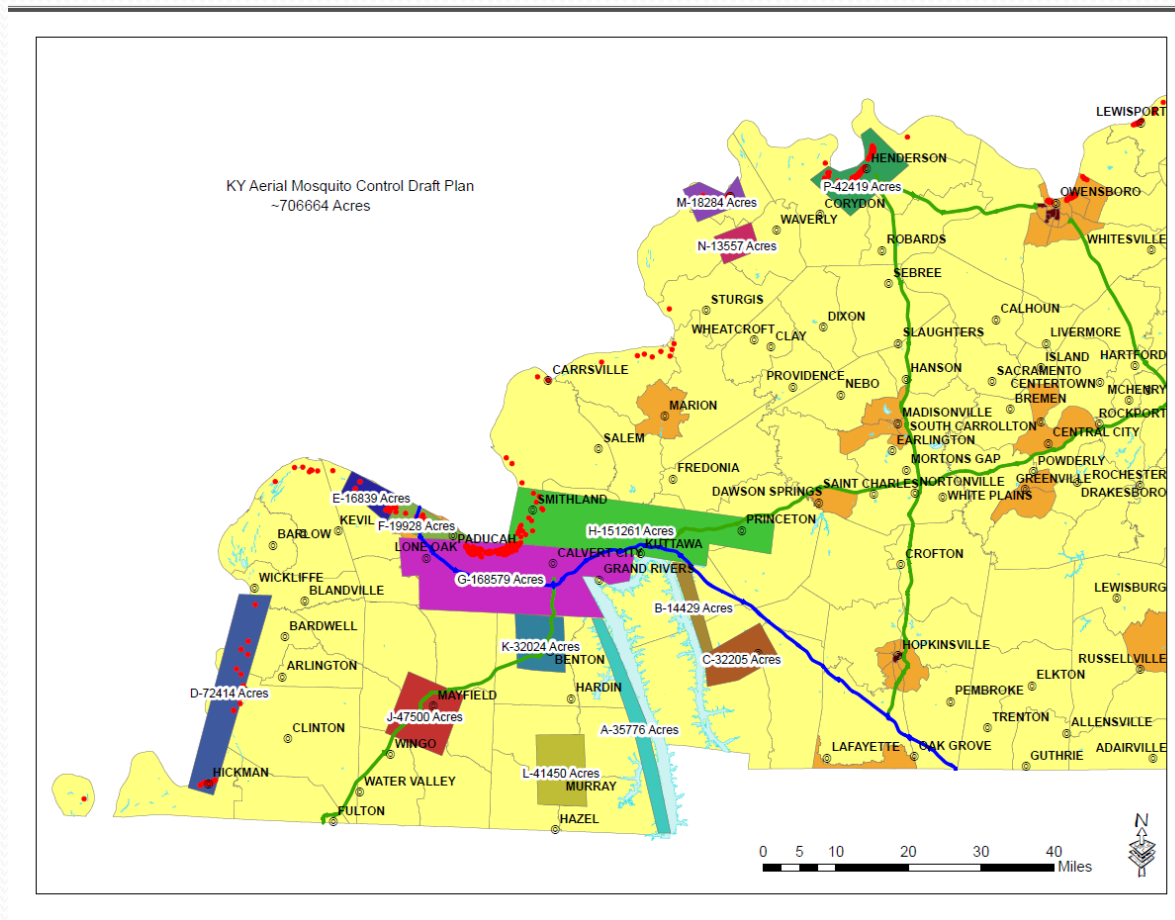 KY Aerial Mosquito Control Draft Plan
~706664 Acres
LEWISPORT
HENDERSON
P-42419 Acres
OWENSBORO
M-18284 Acres
CORYDON
WAVERLY
WHITESVILLE
N-13557 Acres
ROBARDS
SEBREE
STURGIS
CALHOUN
DIXON
WHEATCROFT
CLAY
SLAUGHTERS
LIVERMORE
ISLAND
HARTFORD
CARRSVILLE
HANSON
SACRAMENTO
PROVIDENCE
NEBO
CENTERTOWN
MCHENRY
BREMEN
MARION
MADISONVILLE
ROCKPORT
SOUTH CARROLLTON
SALEM
EARLINGTON
CENTRAL CITY
MORTONS GAP
POWDERLY
FREDONIA
ROCHESTER
SAINT CHARLES
NORTONVILLE
GREENVILLE
DAWSON SPRINGS
WHITE PLAINS
DRAKESBORO
E-16839 Acres
SMITHLAND
KEVIL
F-19928 Acres
PRINCETON
BARLOW
H-151261 Acres
PADUCAH
LONE OAK
KUTTAWA
CALVERT CITY
CROFTON
G-168579 Acres
GRAND RIVERS
WICKLIFFE
BLANDVILLE
LEWISBURG
B-14429 Acres
BARDWELL
K-32024 Acres
HOPKINSVILLE
BENTON
C-32205 Acres
ARLINGTON
RUSSELLVILLE
ELKTON
D-72414 Acres
HARDIN
MAYFIELD
PEMBROKE
J-47500 Acres
A-35776 Acres
TRENTON
CLINTON
ALLENSVILLE
WINGO
LAFAYETTE
OAK GROVE
ADAIRVILLE
GUTHRIE
HICKMAN
L-41450 Acres
WATER VALLEY
MURRAY
FULTON
HAZEL
N
0 5 10 20 30 40
Miles